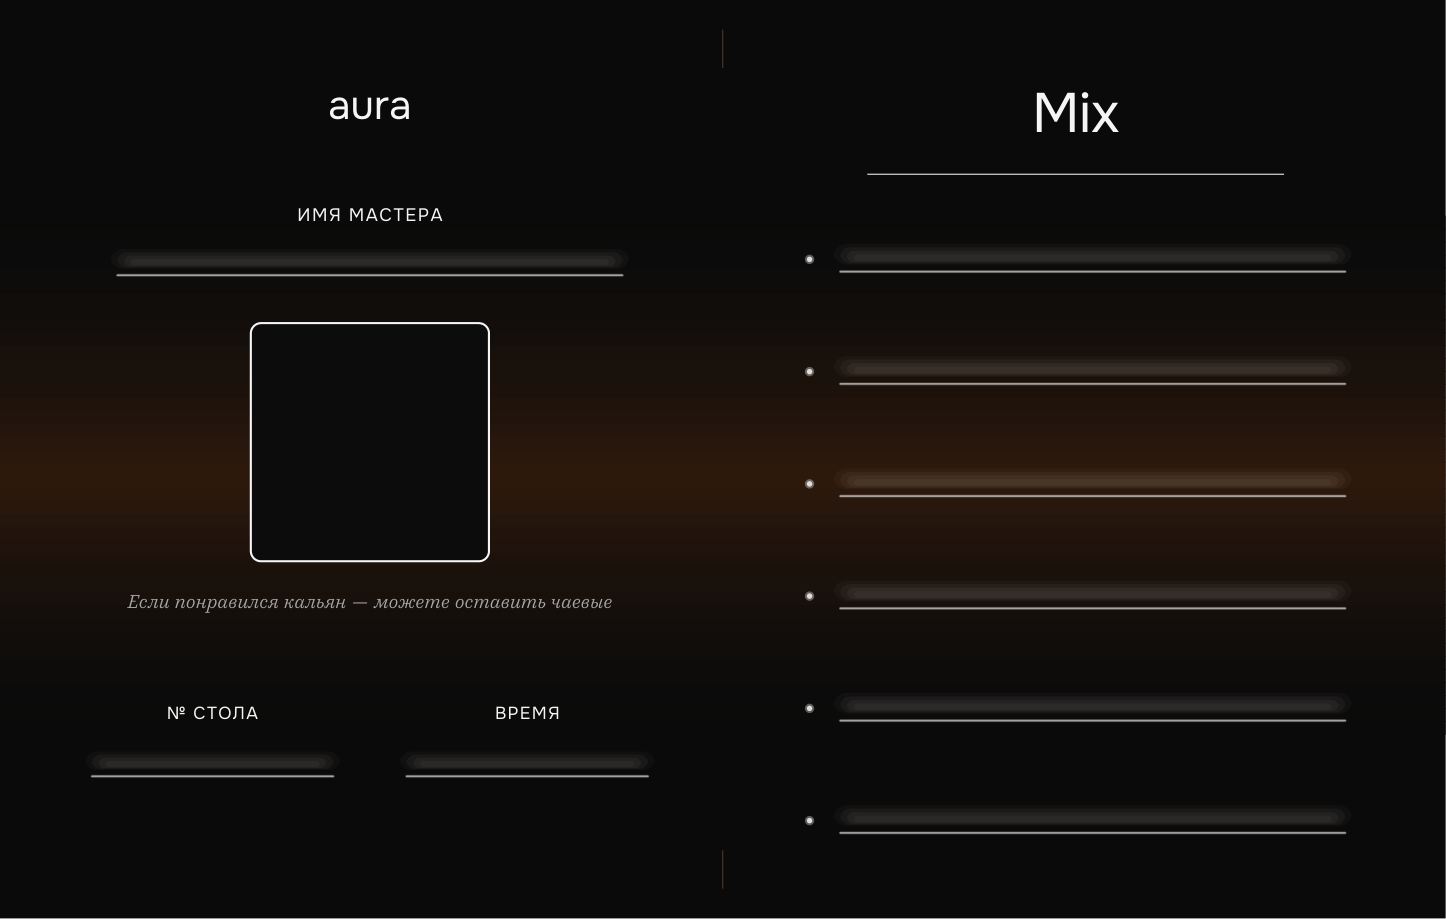 aura
ИМЯ МАСТЕРА
Если понравился кальян — можете оставить чаевые
№ СТОЛА
ВРЕМЯ
Mix